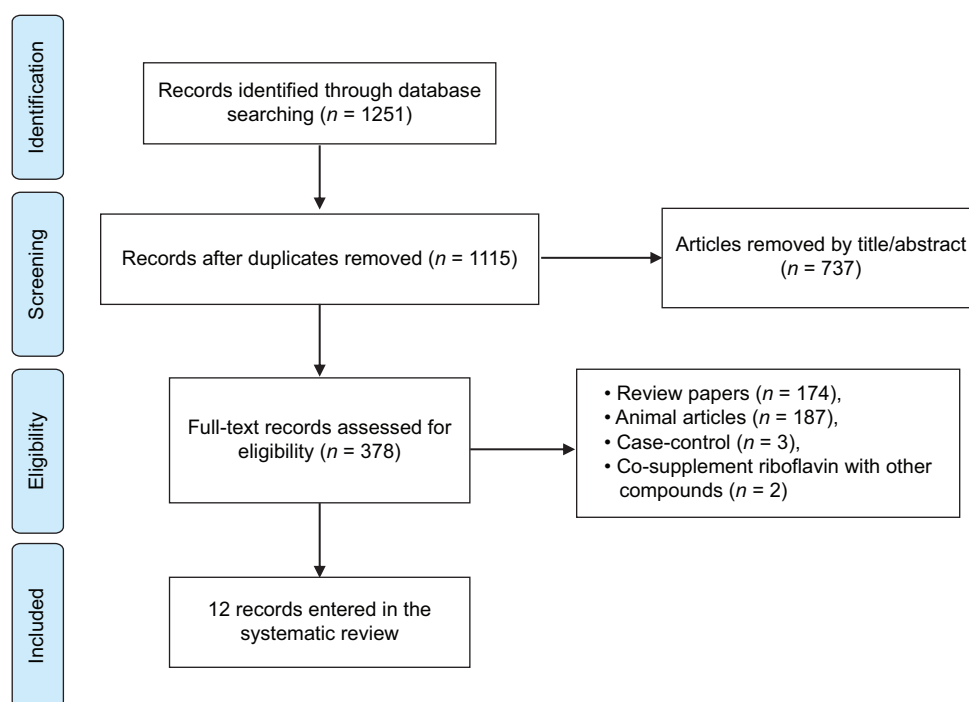 Identification
Records identified through database
searching (n = 1251)
Screening
Records after duplicates removed (n = 1115)
Articles removed by title/abstract
(n = 737)
Eligibility
Full-text records assessed for
eligibility (n = 378)
• Review papers (n = 174),
• Animal articles (n = 187),
• Case-control (n = 3),
• Co-supplement riboflavin with other
compounds (n = 2)
Included
12 records entered in the
systematic review